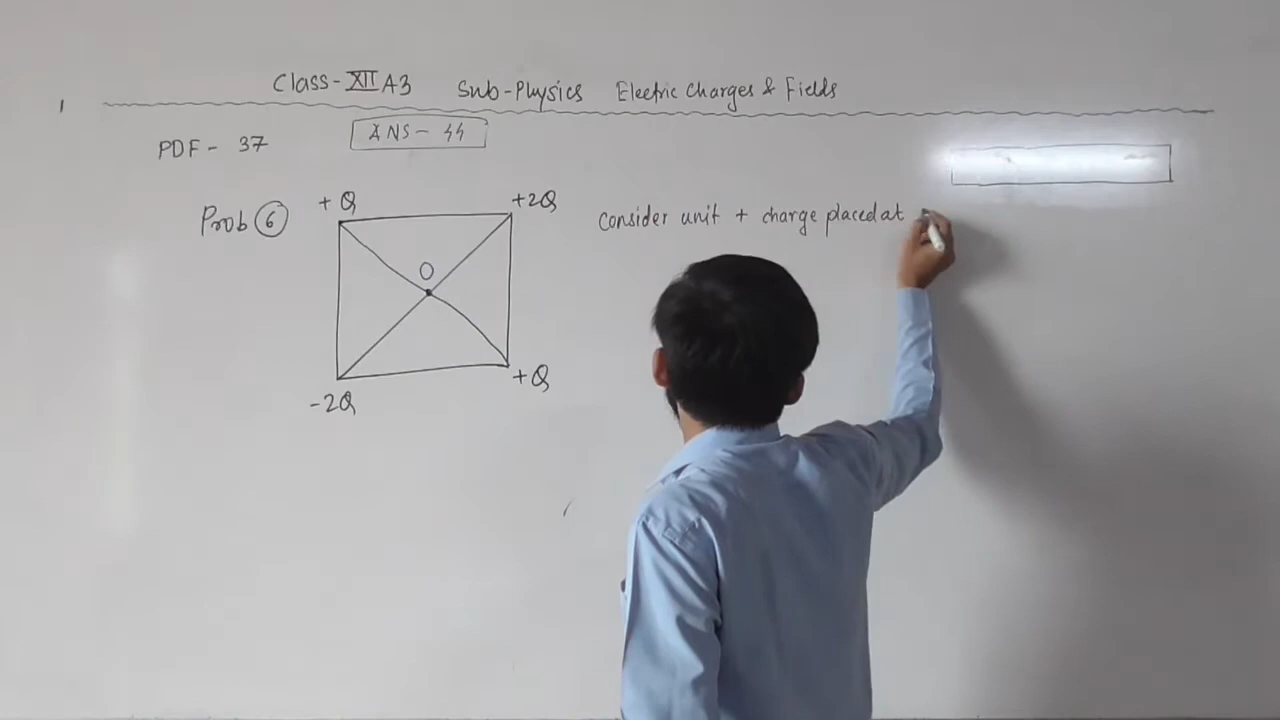 Class-XII A3 Sub-Physics Electric Charges & Fields
PDF - 37 ANS - 44
Prob 6
+Q +2Q
Consider unit + charge placed at
O
-2Q +Q